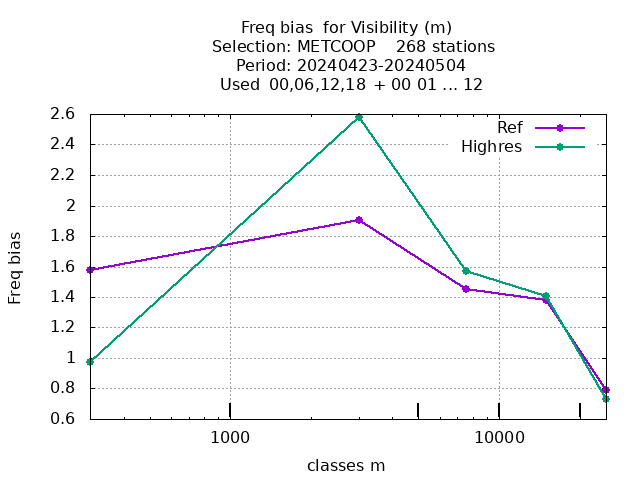 Freq bias  for Visibility (m)
Selection: METCOOP    268 stations
Period: 20240423-20240504
Used  00,06,12,18 + 00 01 ... 12
Ref
Highres
2.6
2.4
2.2
2
1.8
1.6
1.4
1.2
1
0.8
0.6
Freq bias
1000
10000
classes m